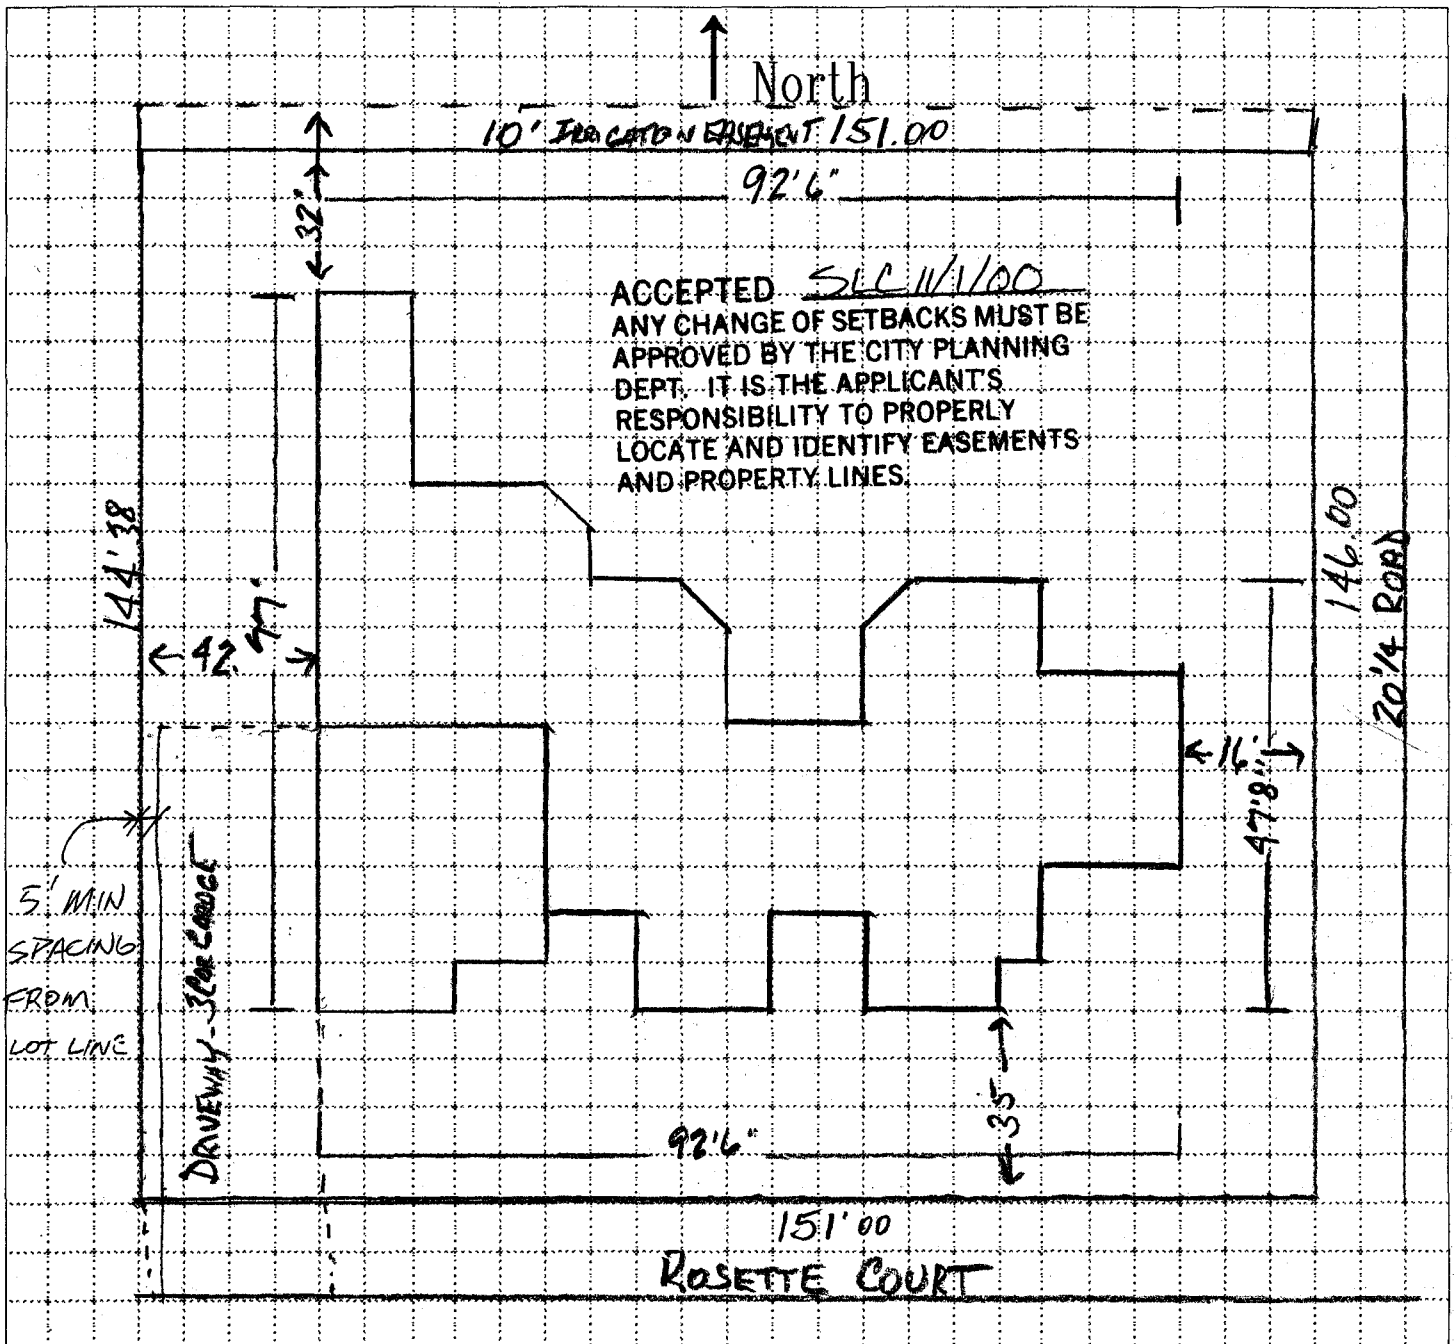 North
10' IRRIGATION EASEMENT 151.00
92'6"
32"
ACCEPTED SLC 11/1/00
ANY CHANGE OF SETBACKS MUST BE
APPROVED BY THE CITY PLANNING
DEPT. IT IS THE APPLICANT'S
RESPONSIBILITY TO PROPERLY
LOCATE AND IDENTIFY EASEMENTS
AND PROPERTY LINES.
144'38
42.
146.00
20 1/4 ROAD
16'
47'8"
5' MIN
SPACING
FROM
LOT LINE
DRIVEWAY - 3 CAR GARAGE
35
92'6"
151'00
ROSETTE COURT